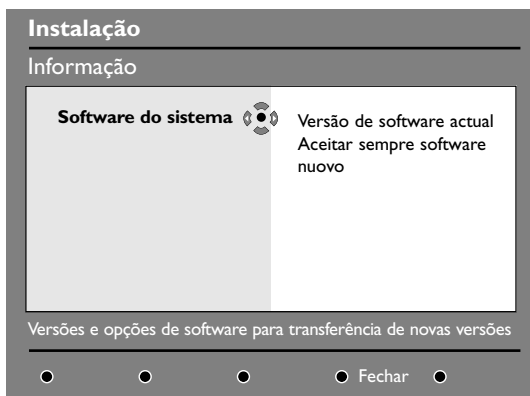 Instalação
Informação
Software do sistema
Versão de software actual
Aceitar sempre software
nuovo
Versões e opções de software para transferência de novas versões
Fechar